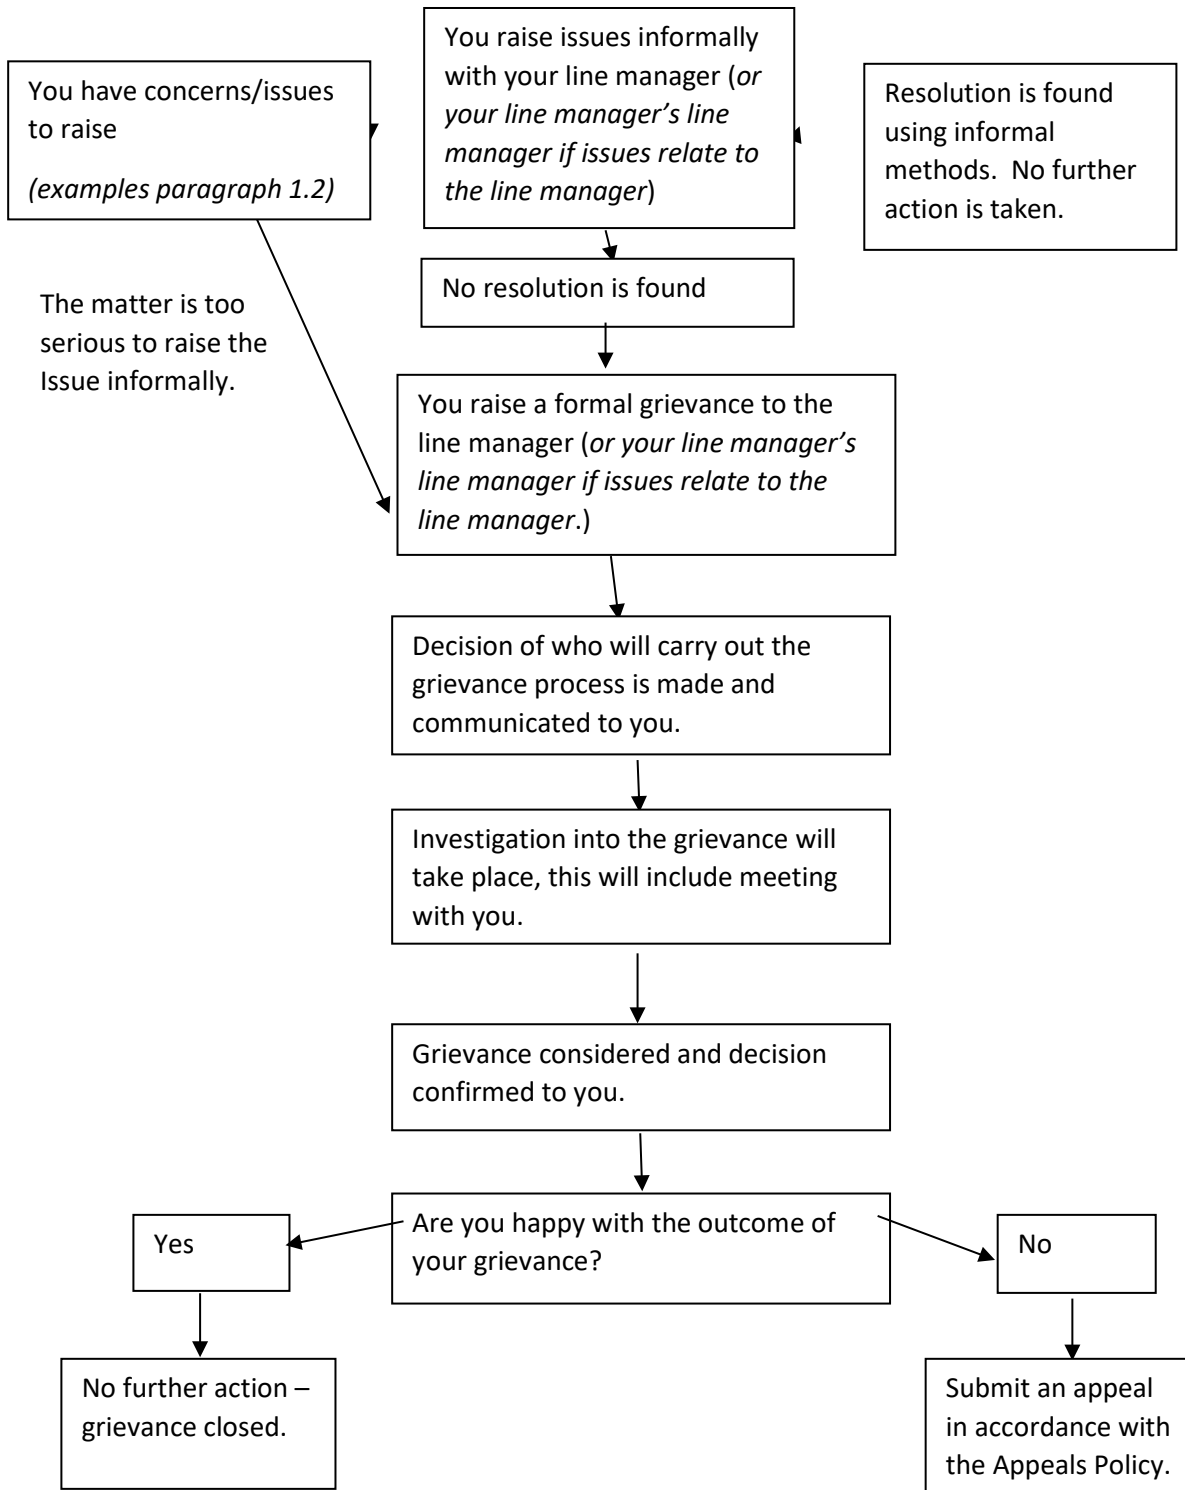 You have concerns/issues
to raise
(examples paragraph 1.2)
You raise issues informally
with your line manager (or
your line manager’s line
manager if issues relate to
the line manager)
Resolution is found
using informal
methods.  No further
action is taken.
No resolution is found
The matter is too
serious to raise the
Issue informally.
You raise a formal grievance to the
line manager (or your line manager’s
line manager if issues relate to the
line manager.)
Decision of who will carry out the
grievance process is made and
communicated to you.
Investigation into the grievance will
take place, this will include meeting
with you.
Grievance considered and decision
confirmed to you.
Are you happy with the outcome of
your grievance?
Yes
No
No further action –
grievance closed.
Submit an appeal
in accordance with
the Appeals Policy.